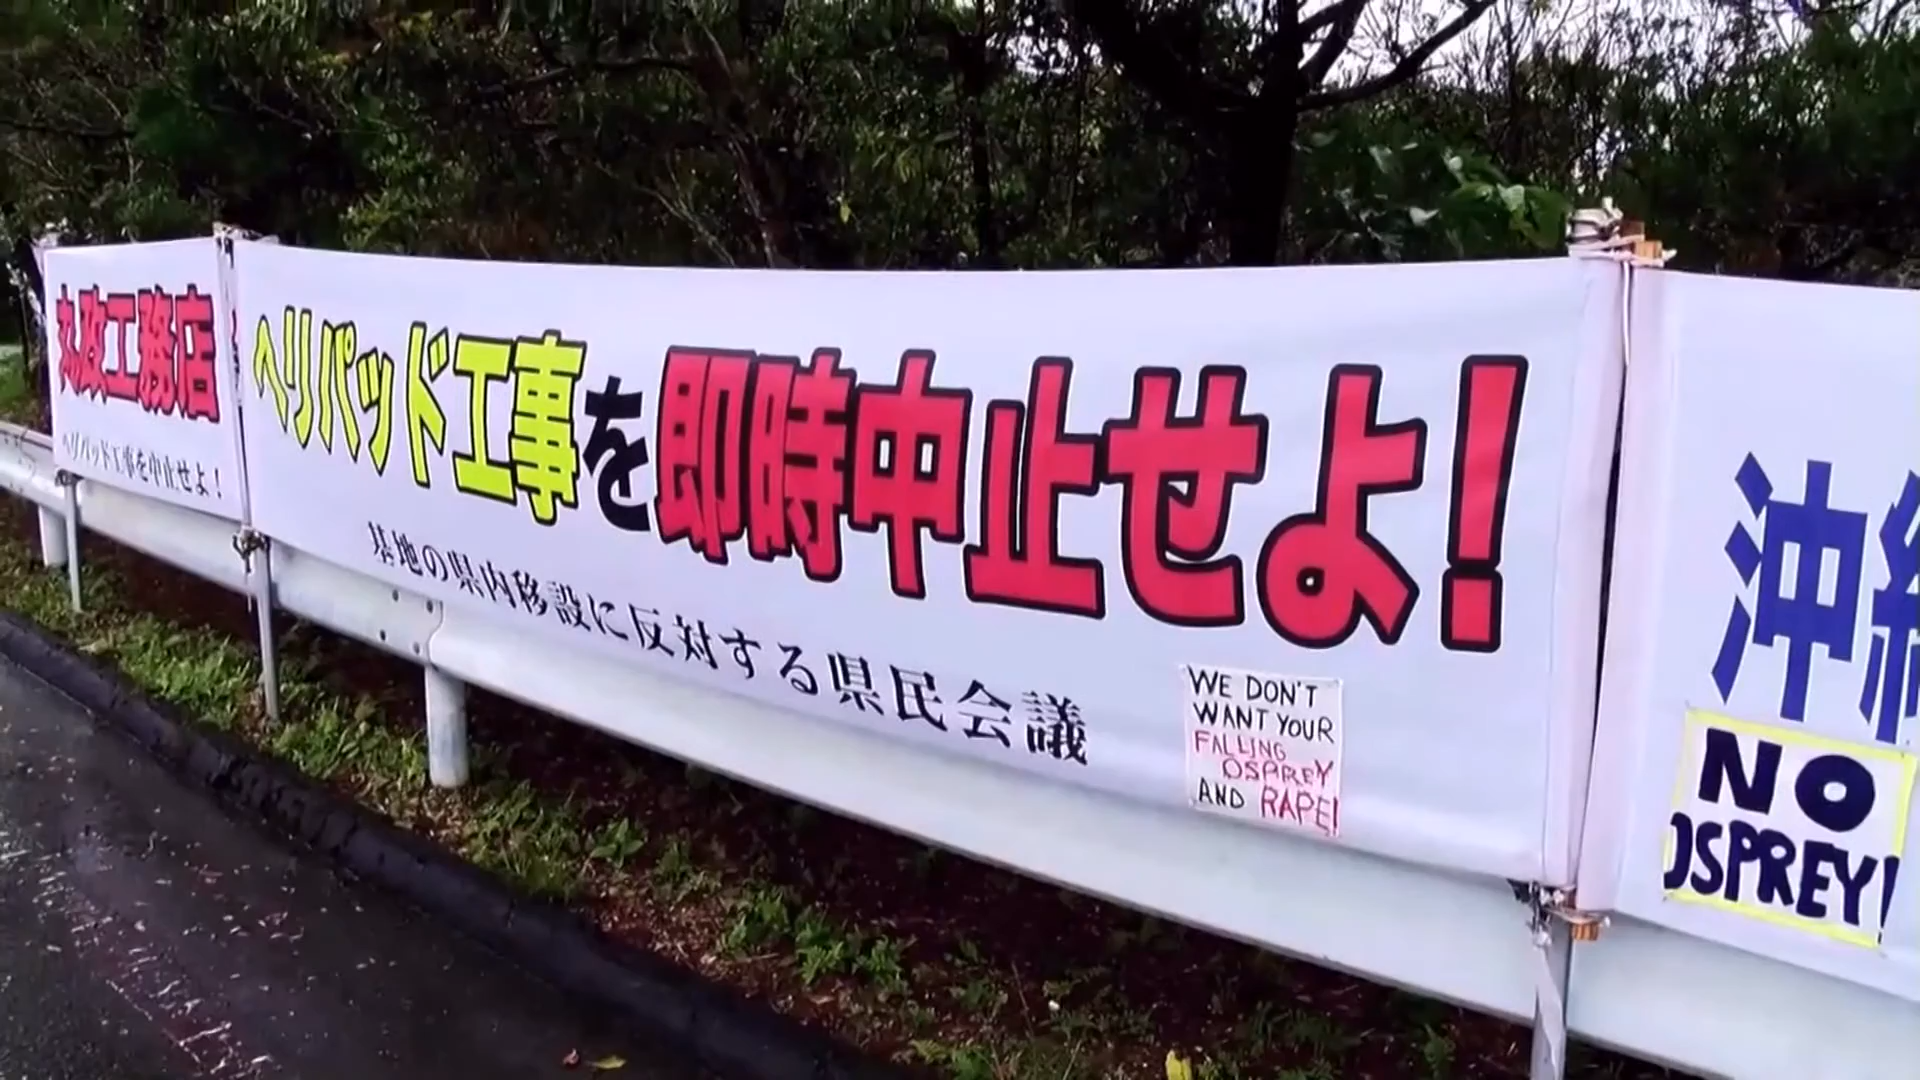 丸政工務店
ヘリパッド工事を中止せよ!
ヘリパッド工事を即時中止せよ!
基地の県内移設に反対する県民会議
WE DON'T
WANT YOUR
FALLING
OSPREY
AND RAPE!
沖縄
NO
OSPREY!